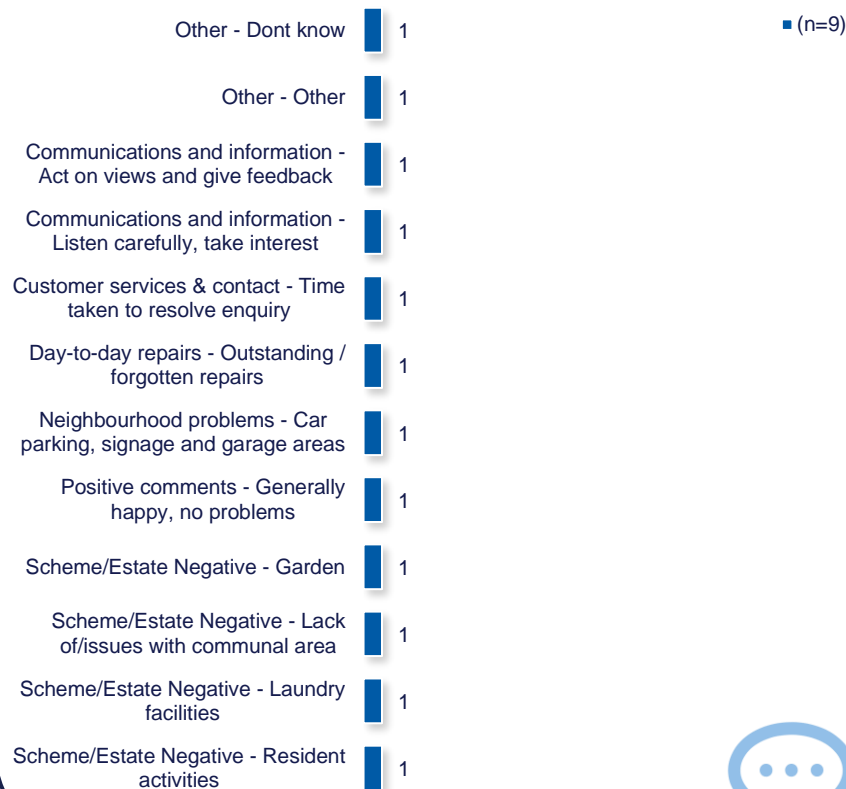 Other - Dont know 1
(n=9)
Other - Other 1
Communications and information -
Act on views and give feedback 1
Communications and information -
Listen carefully, take interest 1
Customer services & contact - Time
taken to resolve enquiry 1
Day-to-day repairs - Outstanding /
forgotten repairs 1
Neighbourhood problems - Car
parking, signage and garage areas 1
Positive comments - Generally
happy, no problems 1
Scheme/Estate Negative - Garden 1
Scheme/Estate Negative - Lack
of/issues with communal area 1
Scheme/Estate Negative - Laundry
facilities 1
Scheme/Estate Negative - Resident
activities 1